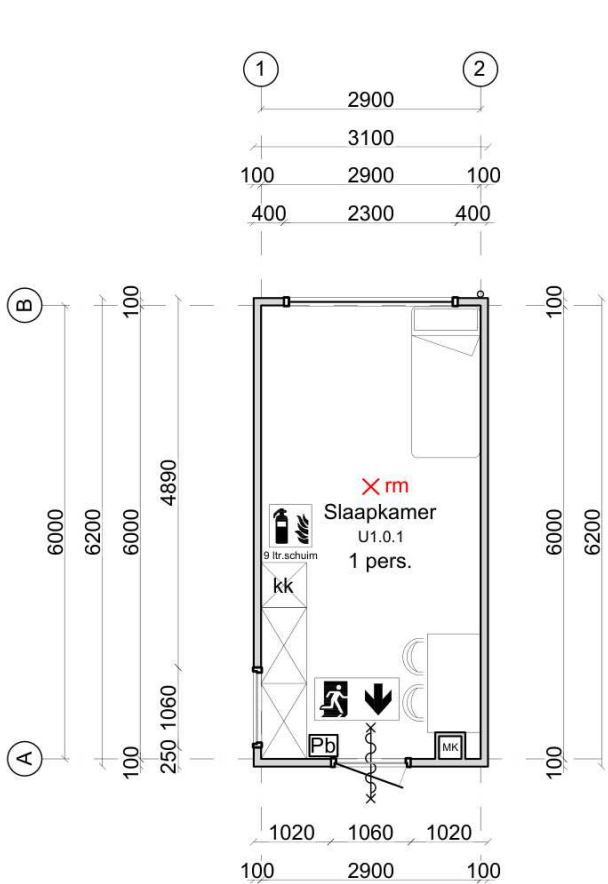 1 2
2900
3100
100 2900 100
400 2300 400
B
100 100
4890
6000 6200 6000 6000 6200
rm
Slaapkamer
U1.0.1
1 pers.
9 ltr.schuim
kk
1060
Pb MK
A
100 250 100
1020 1060 1020
100 2900 100